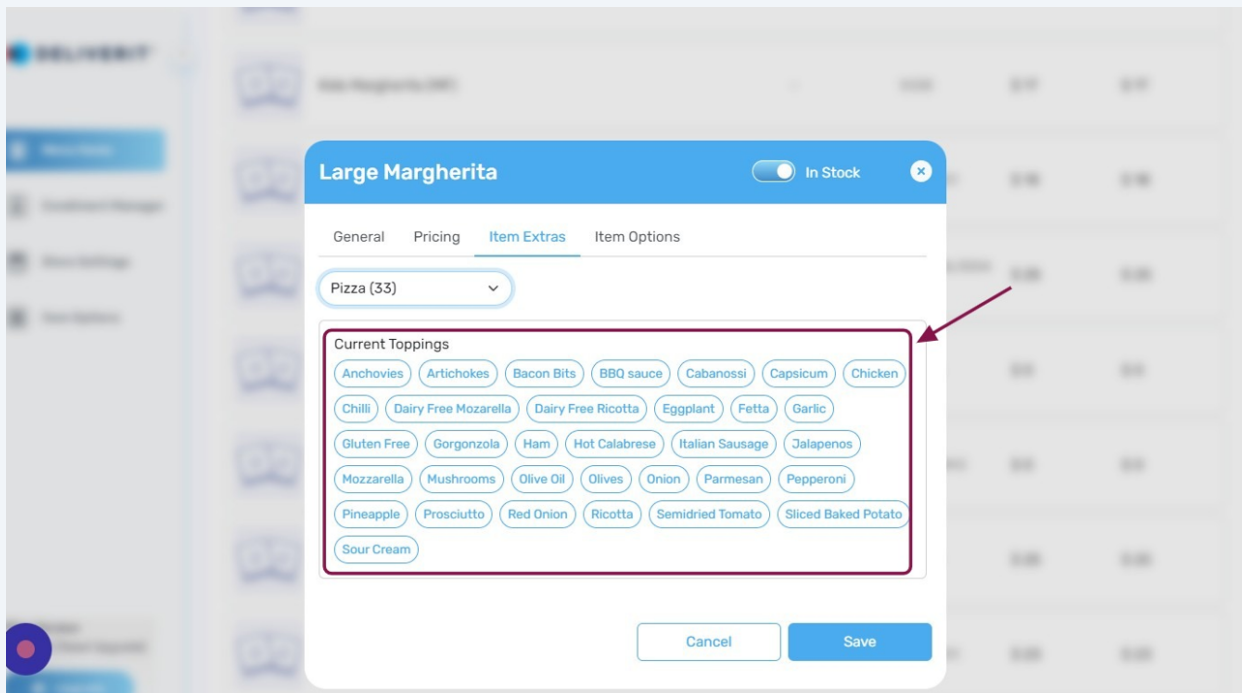 DELIVERIT
Large Margherita
In Stock
General Pricing Item Extras Item Options
Pizza (33)
Current Toppings
Anchovies Artichokes Bacon Bits BBQ sauce Cabanossi Capsicum Chicken
Chilli Dairy Free Mozarella Dairy Free Ricotta Eggplant Fetta Garlic
Gluten Free Gorgonzola Ham Hot Calabrese Italian Sausage Jalapenos
Mozzarella Mushrooms Olive Oil Olives Onion Parmesan Pepperoni
Pineapple Prosciutto Red Onion Ricotta Semidried Tomato Sliced Baked Potato
Sour Cream
Cancel Save